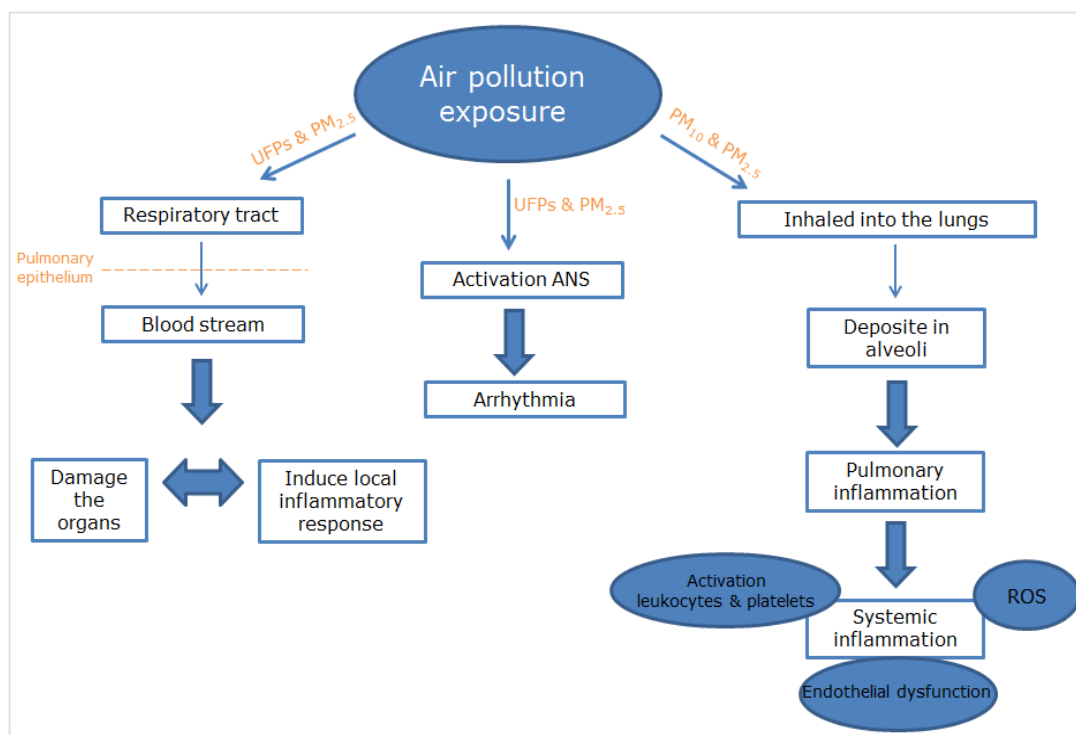 Air pollution
exposure
UFPs & PM2.5
PM10 & PM2.5
UFPs & PM2.5
Respiratory tract
Inhaled into the lungs
Pulmonary
epithelium
Activation ANS
Blood stream
Deposite in
alveoli
Arrhythmia
Damage
the
organs
Induce local
inflammatory
response
Pulmonary
inflammation
Activation
leukocytes & platelets
ROS
Systemic
inflammation
Endothelial dysfunction